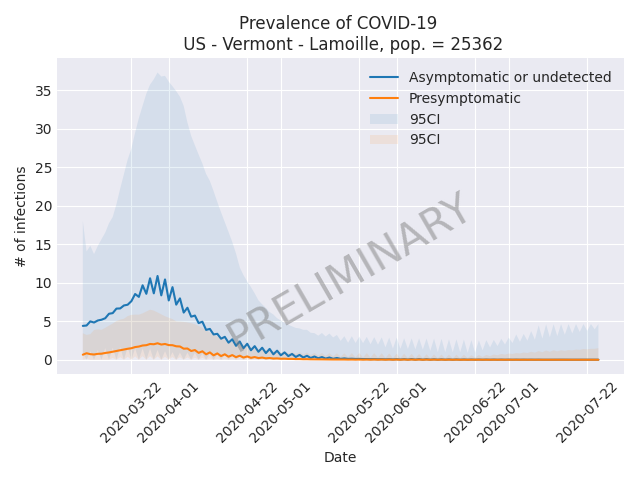 Prevalence of COVID-19
US - Vermont - Lamoille, pop. = 25362
Asymptomatic or undetected
Presymptomatic
95CI
95CI
# of infections
35
30
25
20
15
10
5
0
PRELIMINARY
2020-03-22
2020-04-01
2020-04-22
2020-05-01
2020-05-22
2020-06-01
2020-06-22
2020-07-01
2020-07-22
Date